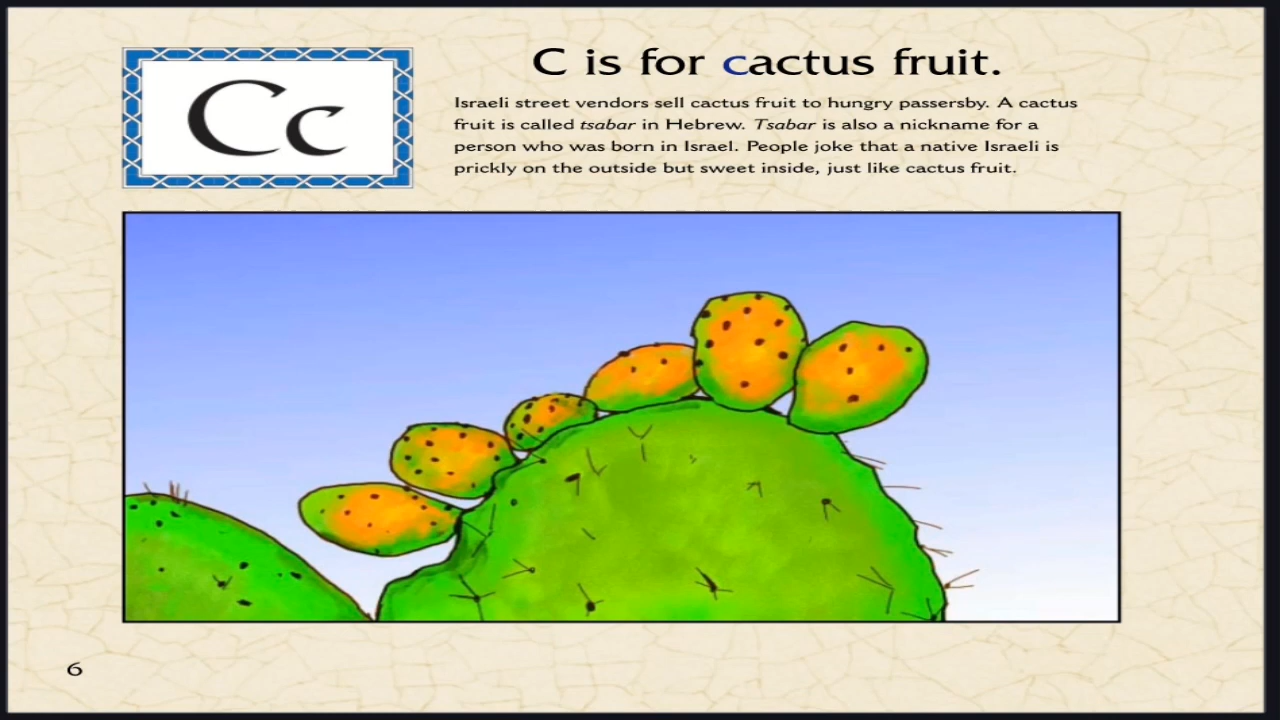 Cc
C is for cactus fruit.
Israeli street vendors sell cactus fruit to hungry passersby. A cactus
fruit is called tsabar in Hebrew. Tsabar is also a nickname for a
person who was born in Israel. People joke that a native Israeli is
prickly on the outside but sweet inside, just like cactus fruit.
6